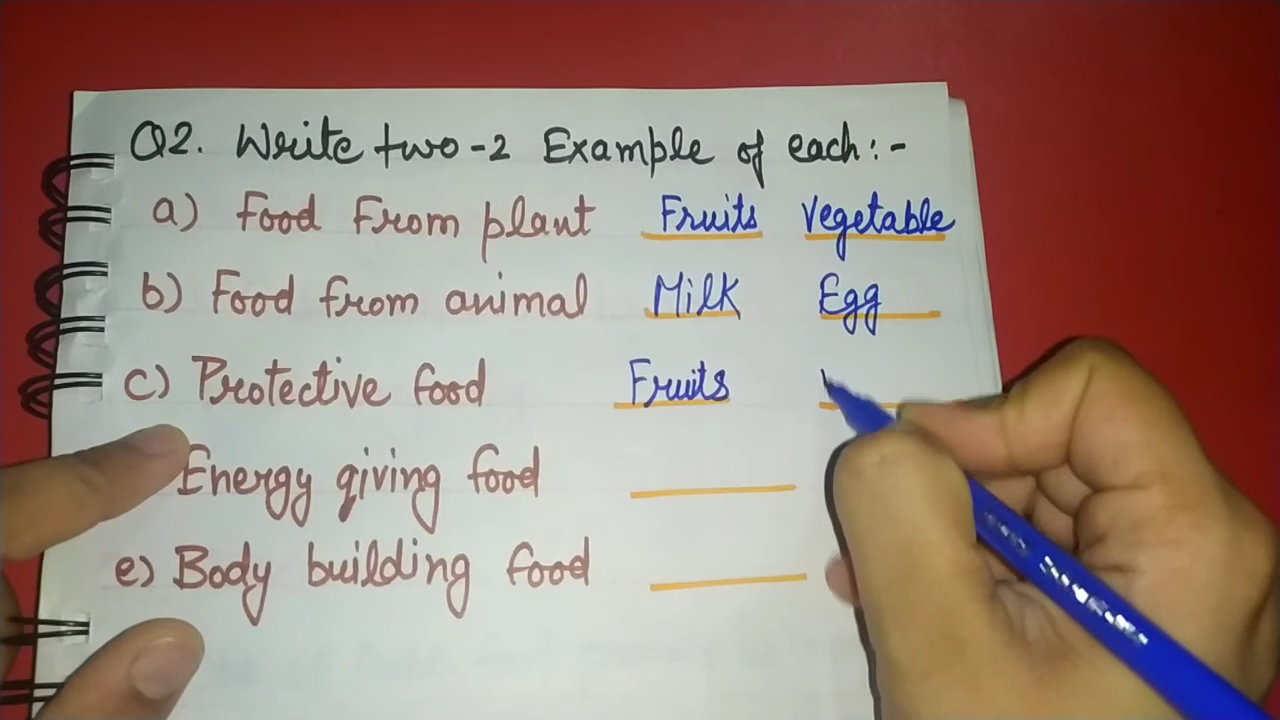 Q2. Write two-2 Example of each:-
a) Food From plant Fruits Vegetable
b) Food from animal Milk Egg
c) Protective food Fruits
Energy giving food
e) Body building food